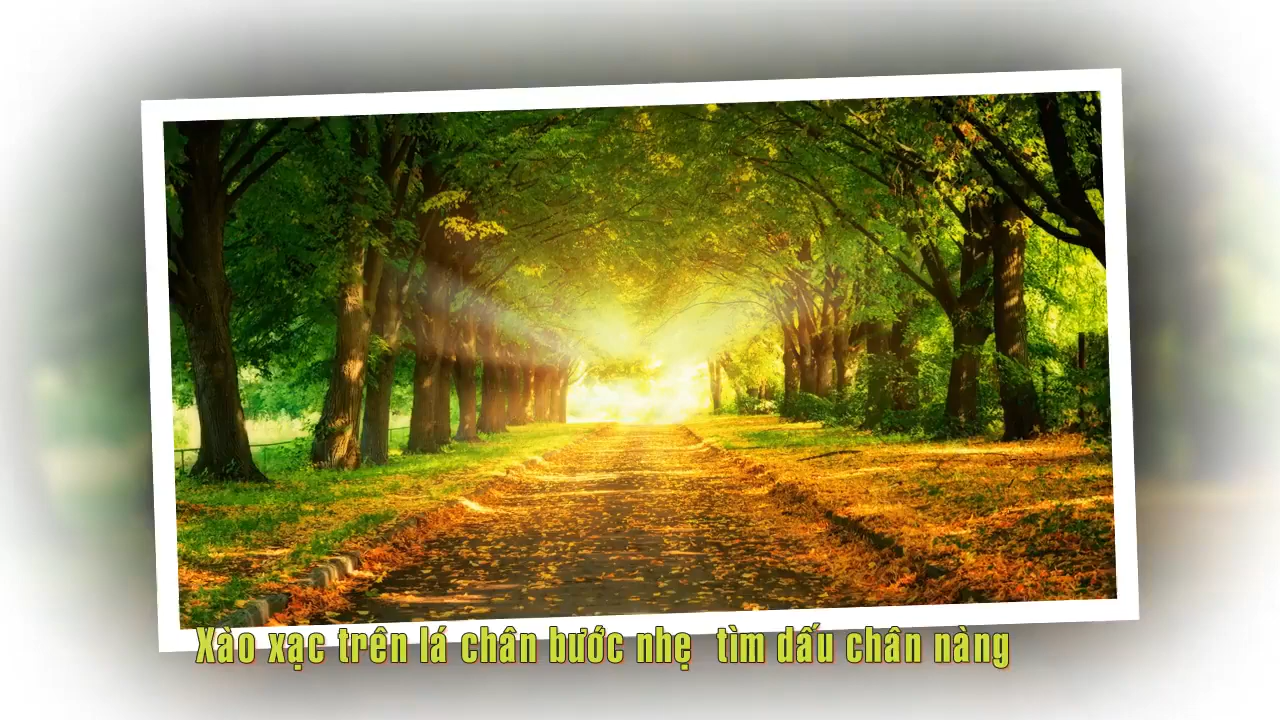 Xào xạc trên lá chân bước nhẹ tìm dấu chân nàng